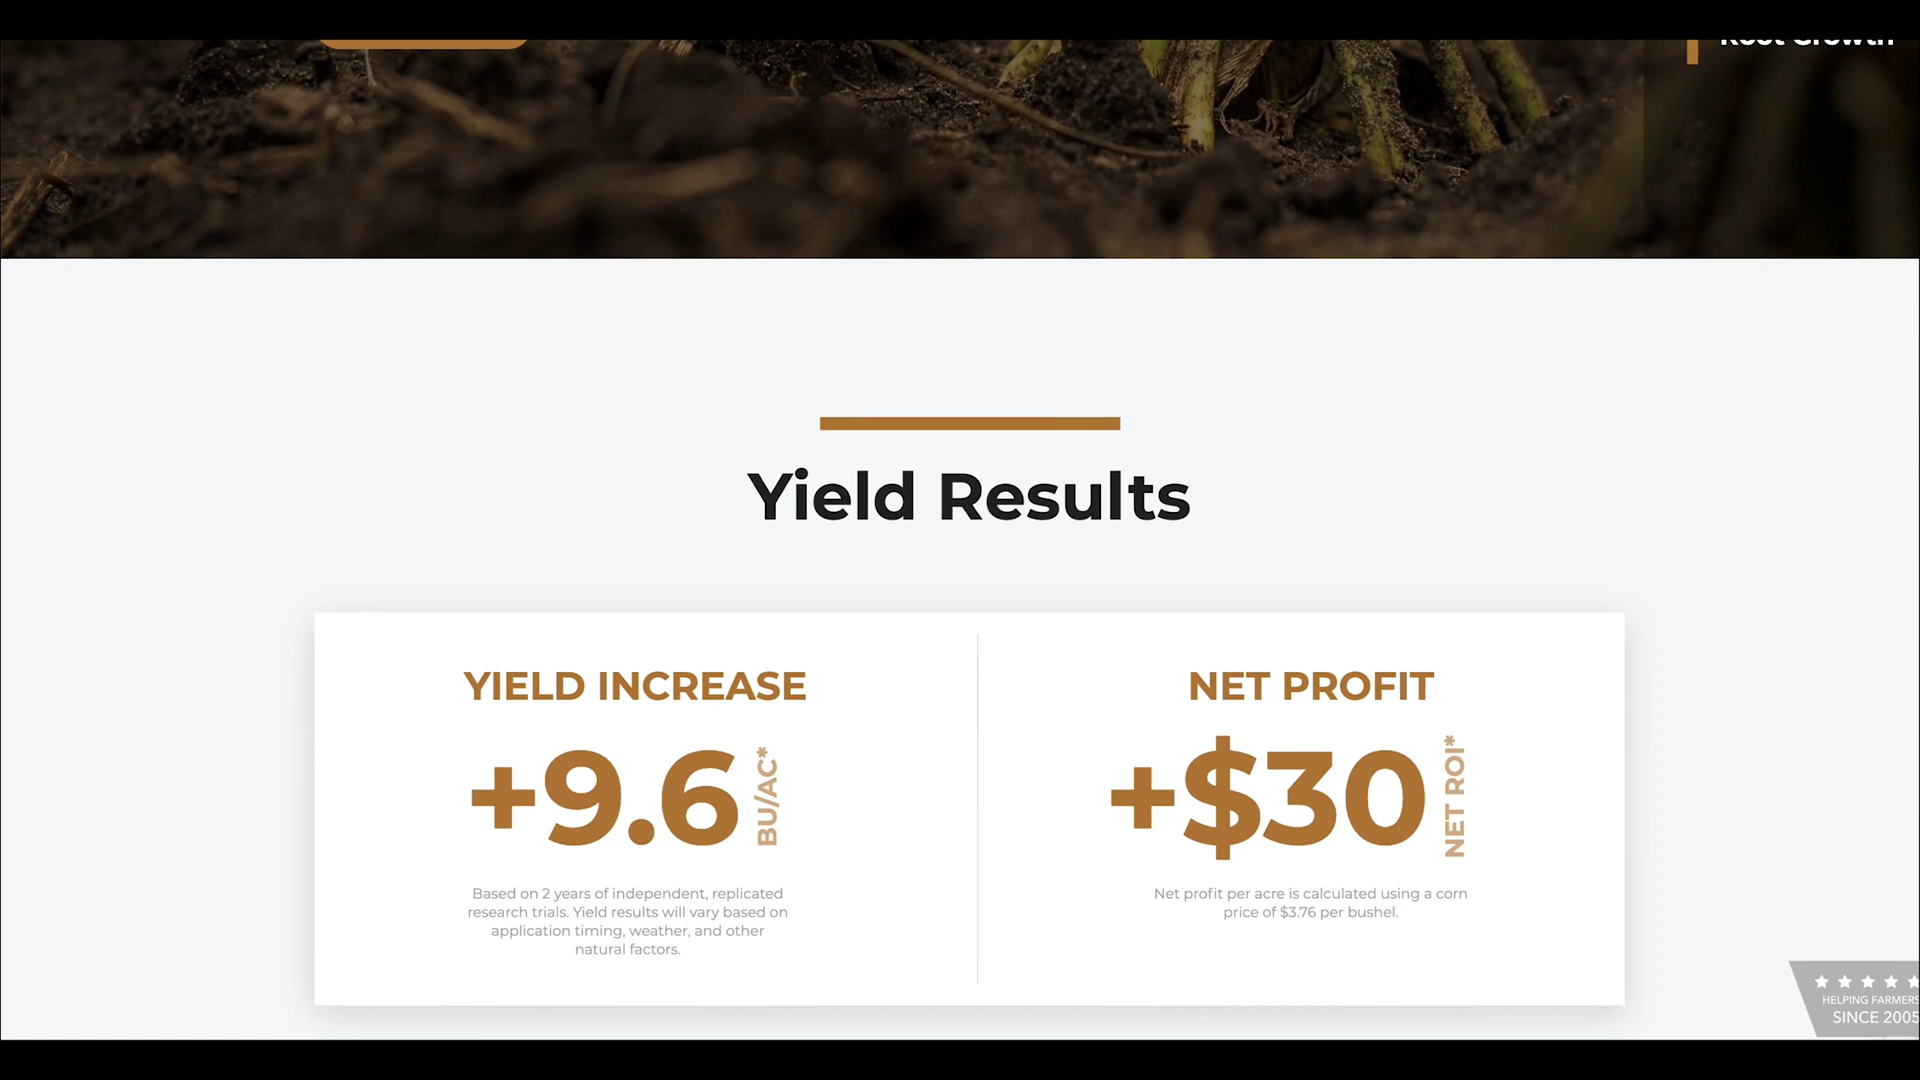 Root Growth
Yield Results
YIELD INCREASE
+9.6 BU/AC*
Based on 2 years of independent, replicated
research trials. Yield results will vary based on
application timing, weather, and other
natural factors.
NET PROFIT
+$30 NET ROI*
Net profit per acre is calculated using a corn
price of $3.76 per bushel.
HELPING FARMERS
SINCE 2005